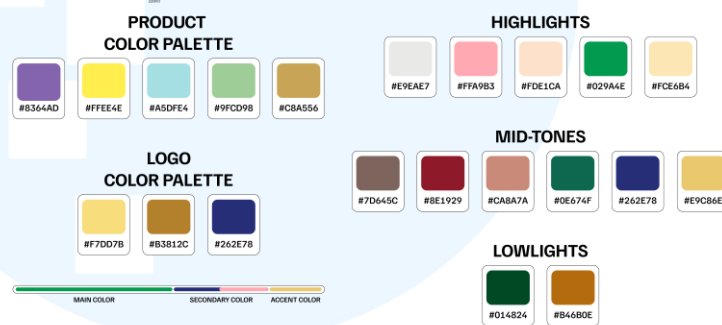 PRODUCT
COLOR PALETTE
#8364AD #FFEE4E #A5DFE4 #9FCD98 #C8A556
LOGO
COLOR PALETTE
#F7DD7B #B3812C #262E78
MAIN COLOR SECONDARY COLOR ACCENT COLOR
HIGHLIGHTS
#E9EAE7 #FFA9B3 #FDE1CA #029A4E #FCE6B4
MID-TONES
#7D645C #8E1929 #CA8A7A #0E674F #262E78 #E9C86E
LOWLIGHTS
#014824 #B46B0E